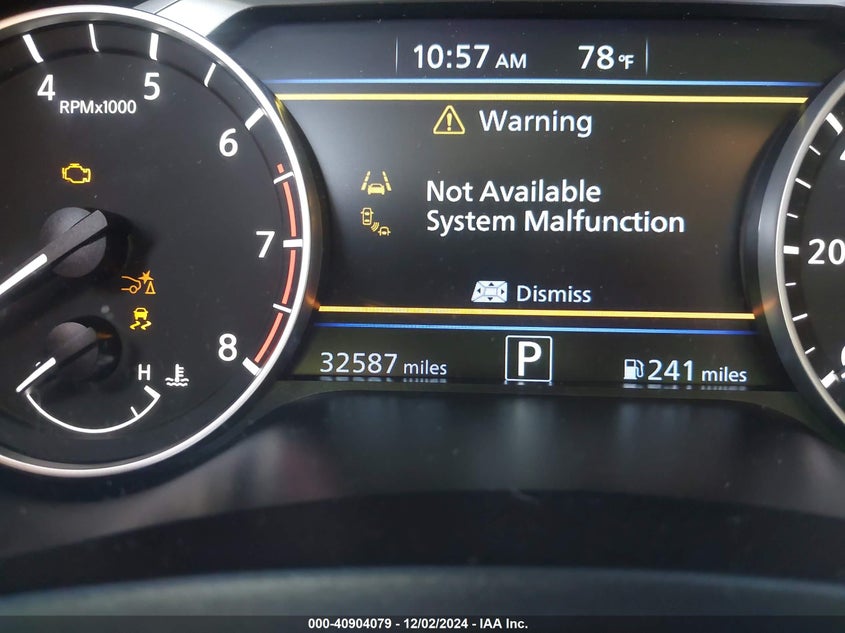 10:57 AM 78°F
4 5
RPMx1000
6
Warning
Not Available
System Malfunction
7
20
Dismiss
8
H
32587 miles P 241 miles
000-40904079 - 12/02/2024 - IAA Inc.